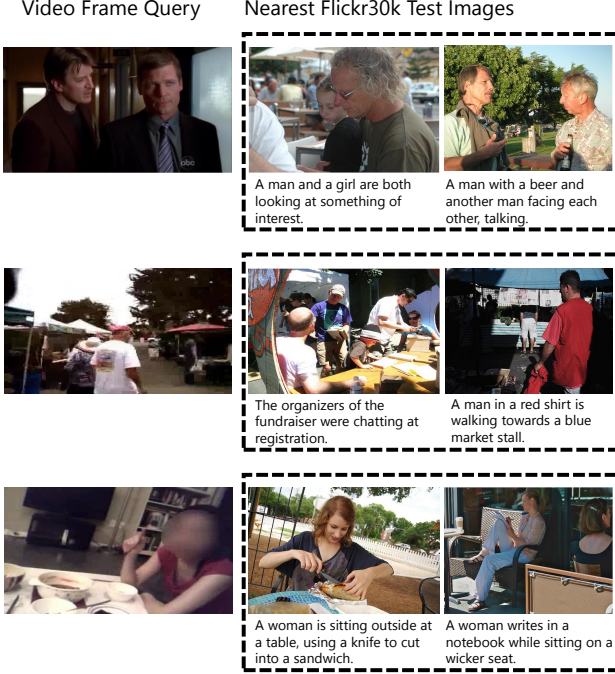 Video Frame Query
Nearest Flickr30k Test Images
abc
A man and a girl are both
looking at something of
interest.
A man with a beer and
another man facing each
other, talking.
The organizers of the
fundraiser were chatting at
registration.
A man in a red shirt is
walking towards a blue
market stall.
A woman is sitting outside at
a table, using a knife to cut
into a sandwich.
A woman writes in a
notebook while sitting on a
wicker seat.